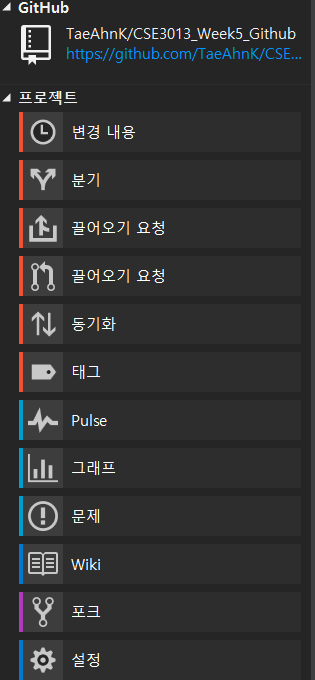 GitHub
TaeAhnK/CSE3013_Week5_Github
https://github.com/TaeAhnK/CSE...
프로젝트
변경 내용
분기
끌어오기 요청
끌어오기 요청
동기화
태그
Pulse
그래프
문제
Wiki
포크
설정